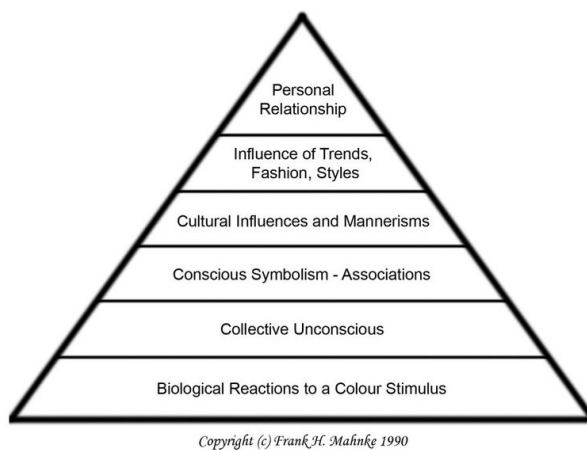 Personal
Relationship
Influence of Trends,
Fashion, Styles
Cultural Influences and Mannerisms
Conscious Symbolism - Associations
Collective Unconscious
Biological Reactions to a Colour Stimulus
Copyright (c) Frank H. Mahnke 1990